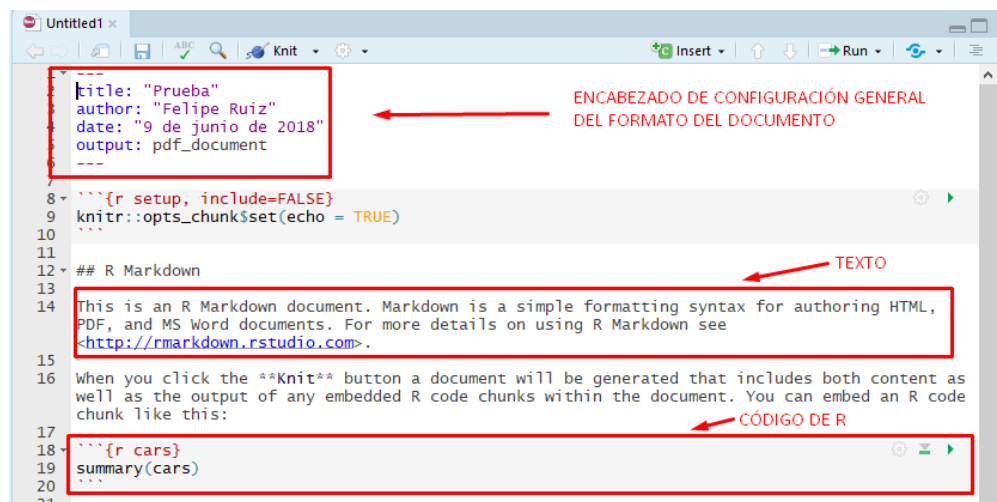 Untitled1 ×
ABC Knit Insert Run
1 ---
2 title: "Prueba"
3 author: "Felipe Ruiz"
4 date: "9 de junio de 2018"
5 output: pdf_document
6 ---
ENCABEZADO DE CONFIGURACIÓN GENERAL
DEL FORMATO DEL DOCUMENTO
7
8 ```{r setup, include=FALSE}
9 knitr::opts_chunk$set(echo = TRUE)
10 ```
11
12 ## R Markdown
TEXTO
13
14 This is an R Markdown document. Markdown is a simple formatting syntax for authoring HTML,
PDF, and MS Word documents. For more details on using R Markdown see
<http://rmarkdown.rstudio.com>.
15
16 When you click the **Knit** button a document will be generated that includes both content as
well as the output of any embedded R code chunks within the document. You can embed an R code
chunk like this:
CÓDIGO DE R
17
18 ```{r cars}
19 summary(cars)
20 ```
21